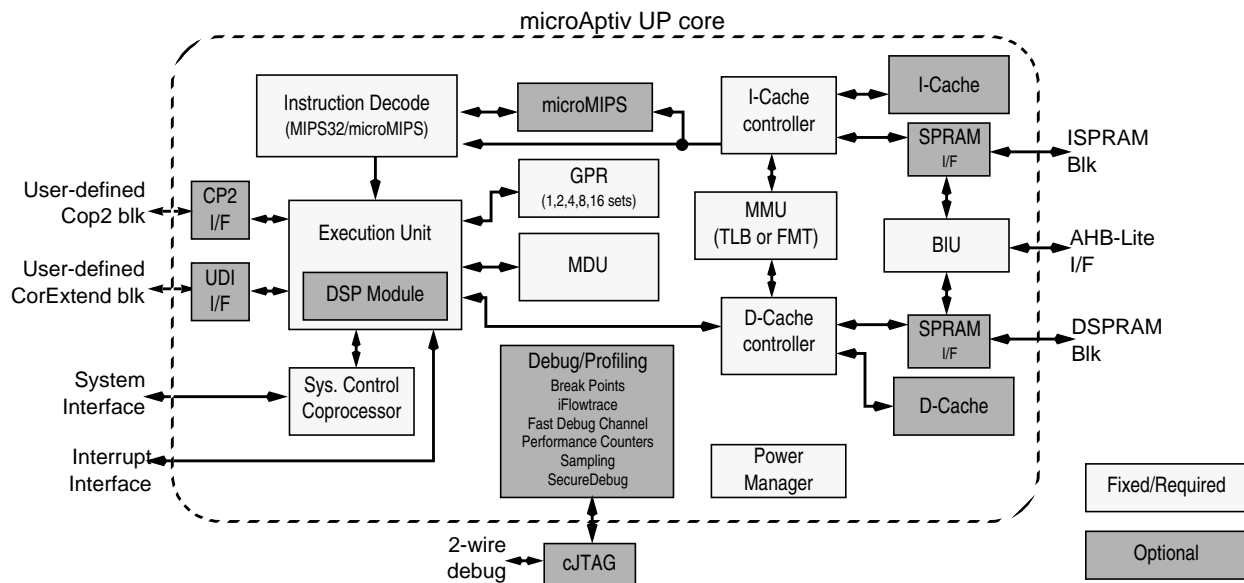 microAptiv UP core
Instruction Decode
(MIPS32/microMIPS)
microMIPS
I-Cache
controller
I-Cache
SPRAM
I/F
ISPRAM
Blk
User-defined
Cop2 blk
CP2
I/F
Execution Unit
GPR
(1,2,4,8,16 sets)
MMU
(TLB or FMT)
BIU
AHB-Lite
I/F
MDU
User-defined
CorExtend blk
UDI
I/F
DSP Module
D-Cache
controller
SPRAM
I/F
DSPRAM
Blk
Debug/Profiling
Break Points
iFlowtrace
Fast Debug Channel
Performance Counters
Sampling
SecureDebug
System
Interface
Sys. Control
Coprocessor
D-Cache
Interrupt
Interface
Power
Manager
Fixed/Required
2-wire
debug
cJTAG
Optional